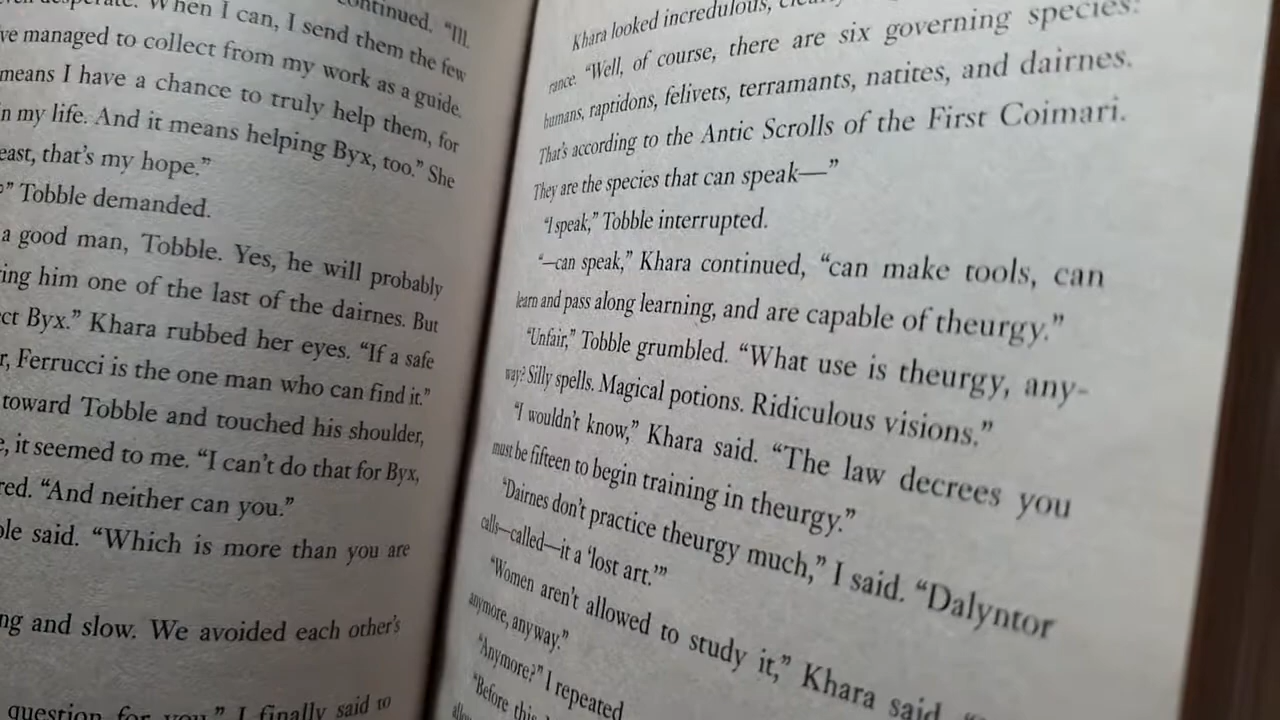 desperate. When I can, I send them the few
continued. "Ill.
managed to collect from my work as a guide.
means I have a chance to truly help them, for
in my life. And it means helping Byx, too." She
that's my hope."
Tobble demanded.
a good man, Tobble. Yes, he will probably
him one of the last of the dairnes. But
Byx." Khara rubbed her eyes. "If a safe
Ferrucci is the one man who can find it."
toward Tobble and touched his shoulder,
it seemed to me. "I can't do that for Byx,
"And neither can you."
said. "Which is more than you are
and slow. We avoided each other's
question for you," I finally said to
Khara looked incredulous,
rance. "Well, of course, there are six governing species:
humans, raptidons, felivets, terramants, natites, and dairnes.
That's according to the Antic Scrolls of the First Coimari.
They are the species that can speak—"
"I speak," Tobble interrupted.
"—can speak," Khara continued, "can make tools, can
learn and pass along learning, and are capable of theurgy."
"Unfair," Tobble grumbled. "What use is theurgy, any-
way? Silly spells. Magical potions. Ridiculous visions."
"I wouldn't know," Khara said. "The law decrees you
must be fifteen to begin training in theurgy."
"Dairnes don't practice theurgy much," I said. "Dalyntor
calls—called—it a 'lost art.'"
"Women aren't allowed to study it," Khara said.
anymore, anyway."
"Anymore?" I repeated
"Before this